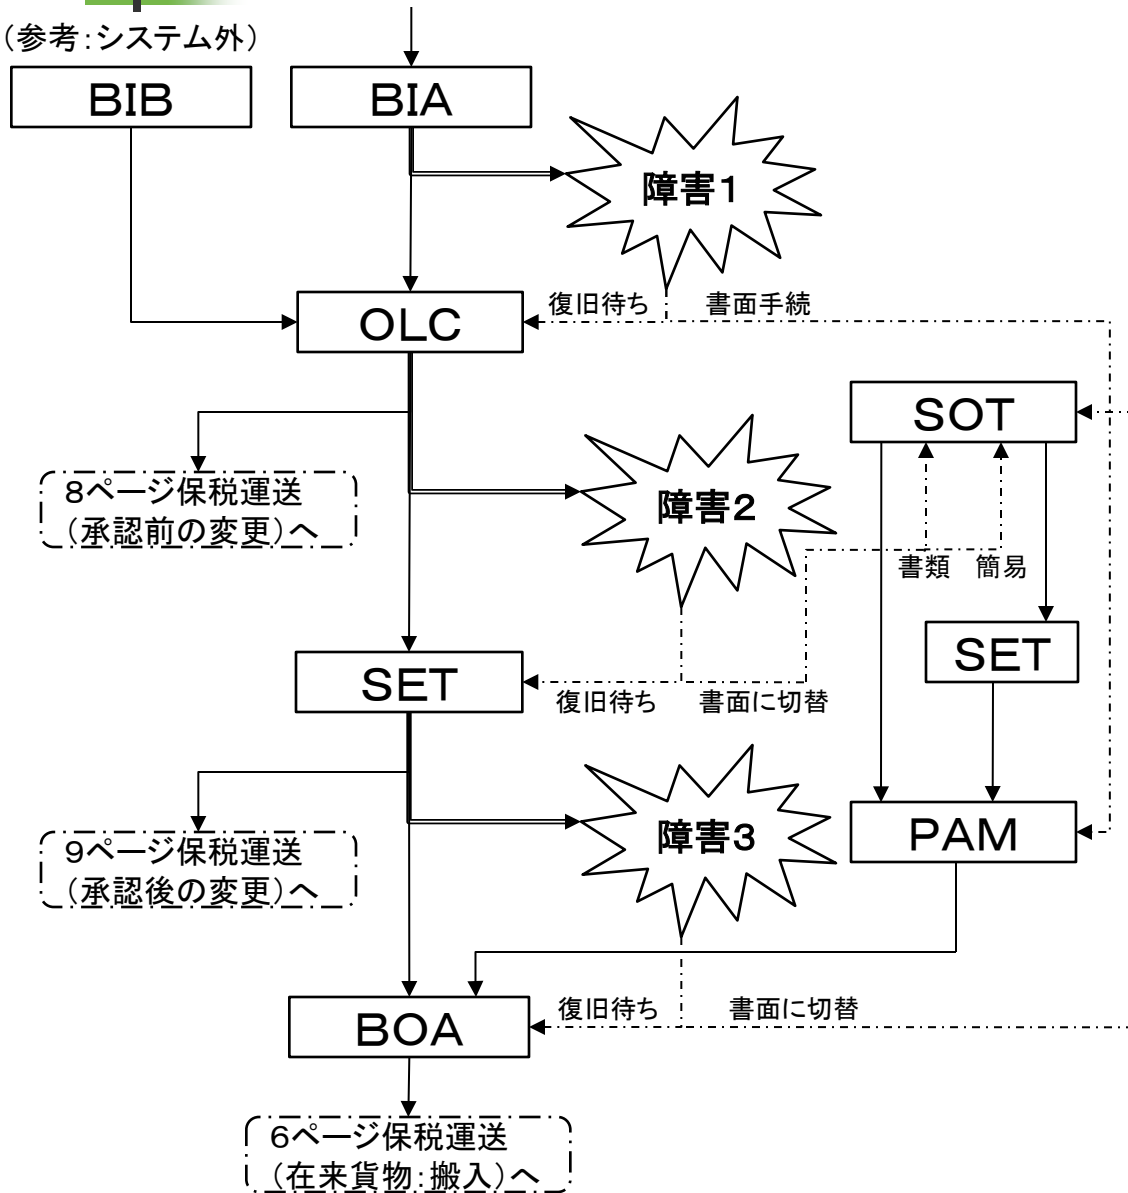 （参考：システム外）
ＢＩＢ
ＢＩＡ
障害１
復旧待ち
書面手続
ＯＬＣ
ＳＯＴ
８ページ保税運送
（承認前の変更）へ
障害２
書類
簡易
ＳＥＴ
ＳＥＴ
復旧待ち
書面に切替
９ページ保税運送
（承認後の変更）へ
障害３
ＰＡＭ
復旧待ち
書面に切替
ＢＯＡ
６ページ保税運送
（在来貨物：搬入）へ